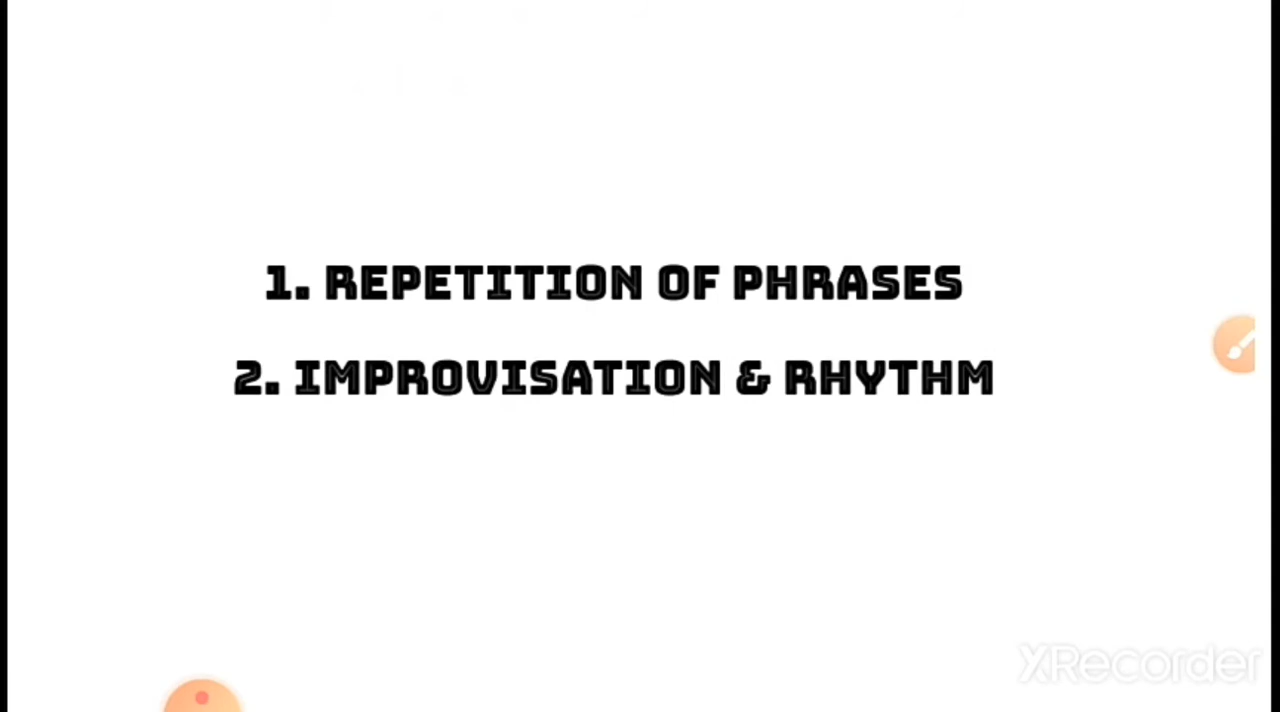 1. REPETITION OF PHRASES
2. IMPROVISATION & RHYTHM
XRecorder